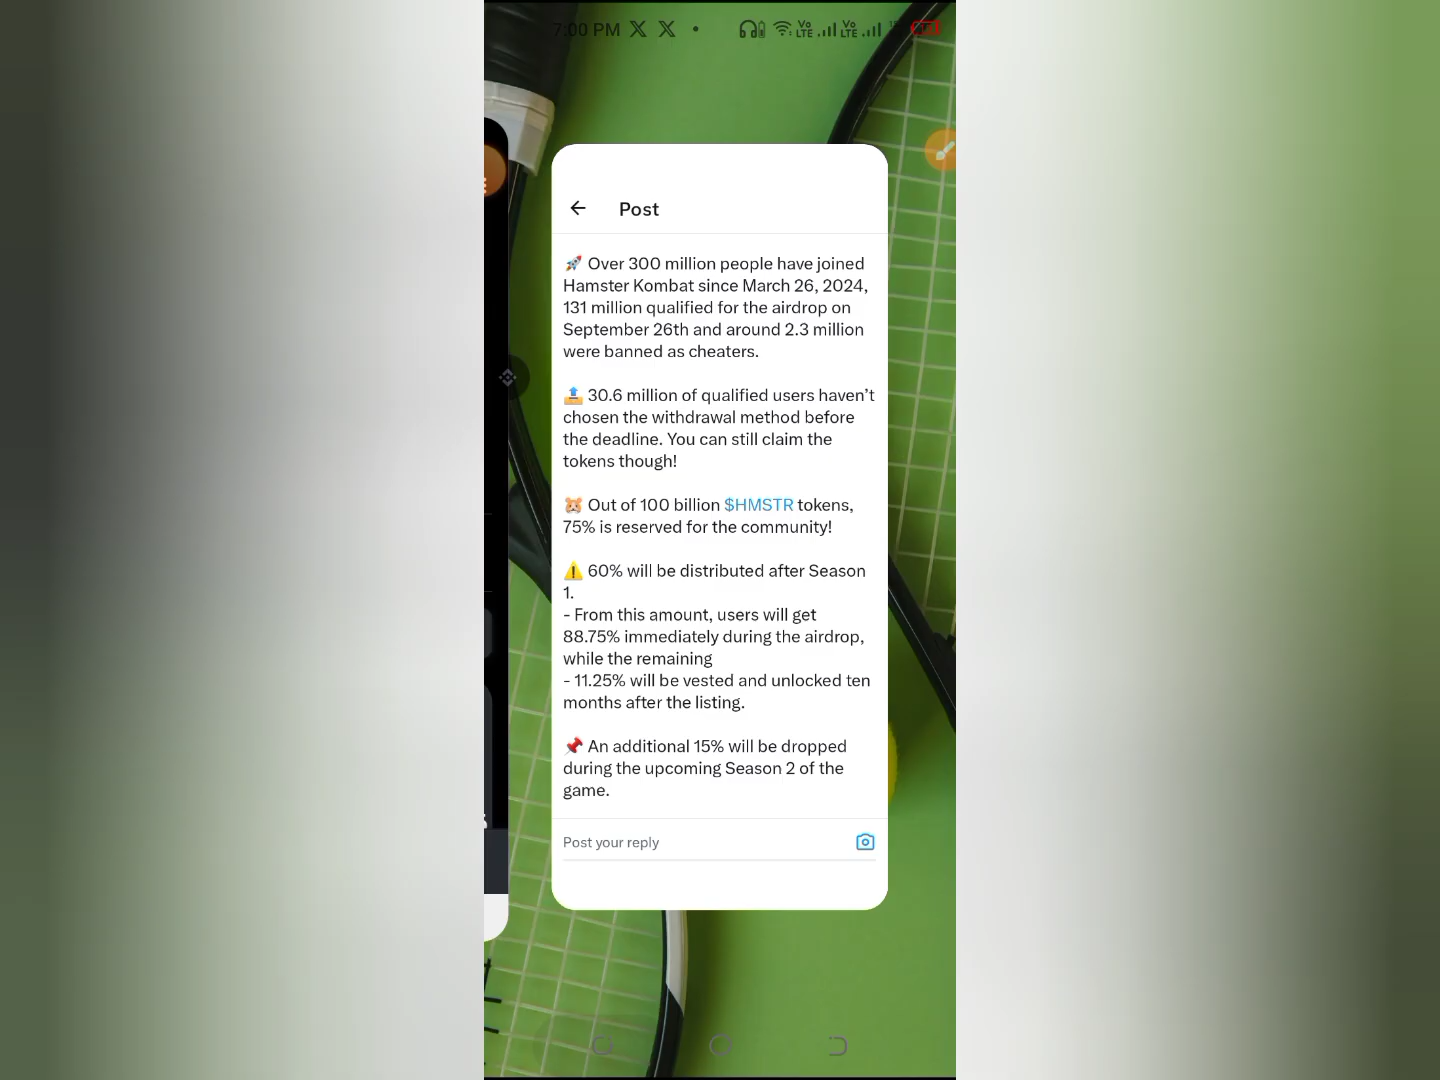 7:00 PM
Vo LTE
Vo LTE
Post
🚀 Over 300 million people have joined
Hamster Kombat since March 26, 2024,
131 million qualified for the airdrop on
September 26th and around 2.3 million
were banned as cheaters.
📤 30.6 million of qualified users haven’t
chosen the withdrawal method before
the deadline. You can still claim the
tokens though!
🐹 Out of 100 billion $HMSTR tokens,
75% is reserved for the community!
⚠️ 60% will be distributed after Season
1.
- From this amount, users will get
88.75% immediately during the airdrop,
while the remaining
- 11.25% will be vested and unlocked ten
months after the listing.
📌 An additional 15% will be dropped
during the upcoming Season 2 of the
game.
Post your reply